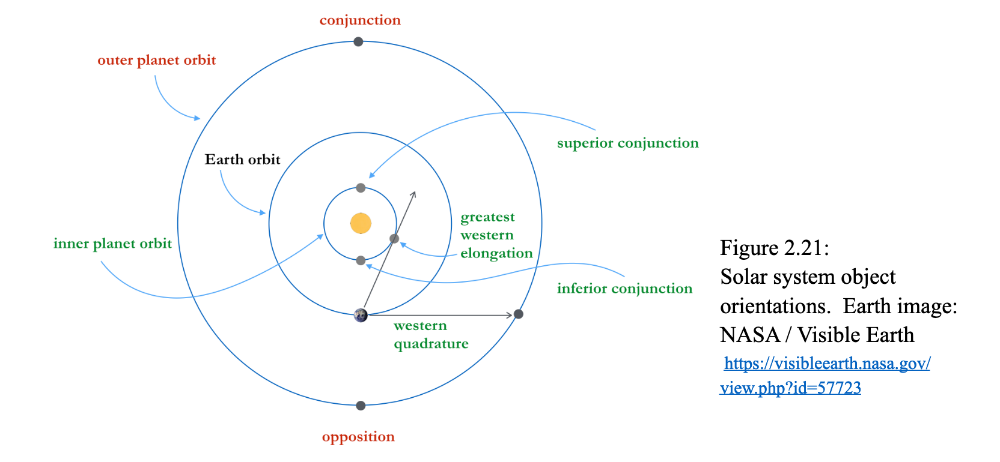 conjunction
outer planet orbit
superior conjunction
Earth orbit
greatest
western
elongation
inner planet orbit
inferior conjunction
western
quadrature
opposition
Figure 2.21:
Solar system object
orientations.  Earth image:
NASA / Visible Earth
https://visibleearth.nasa.gov/
view.php?id=57723